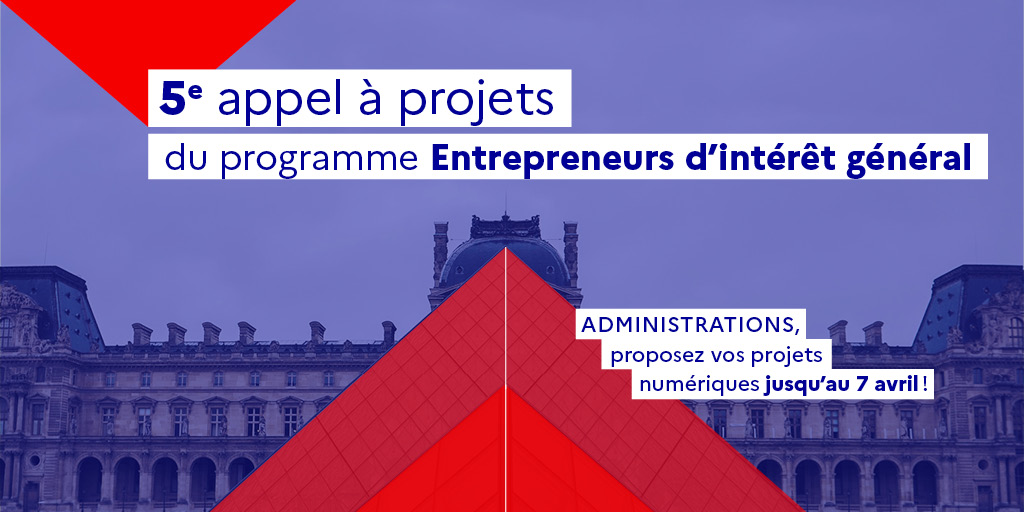 5e appel à projets
du programme Entrepreneurs d’intérêt général
ADMINISTRATIONS,
proposez vos projets
numériques jusqu’au 7 avril !